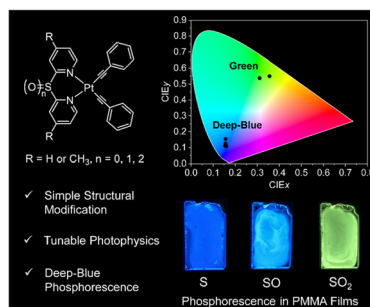 R
N
(O)n S
Pt
N
R
R = H or CH3, n = 0, 1, 2
✓ Simple Structural
Modification
✓ Tunable Photophysics
✓ Deep-Blue
Phosphorescence
0.9
0.8
0.7
0.6
0.5
0.4
0.3
0.2
0.1
0.0
CIEy
Green
Deep-Blue
0.0 0.1 0.2 0.3 0.4 0.5 0.6 0.7 0.8
CIEx
S SO SO2
Phosphorescence in PMMA Films